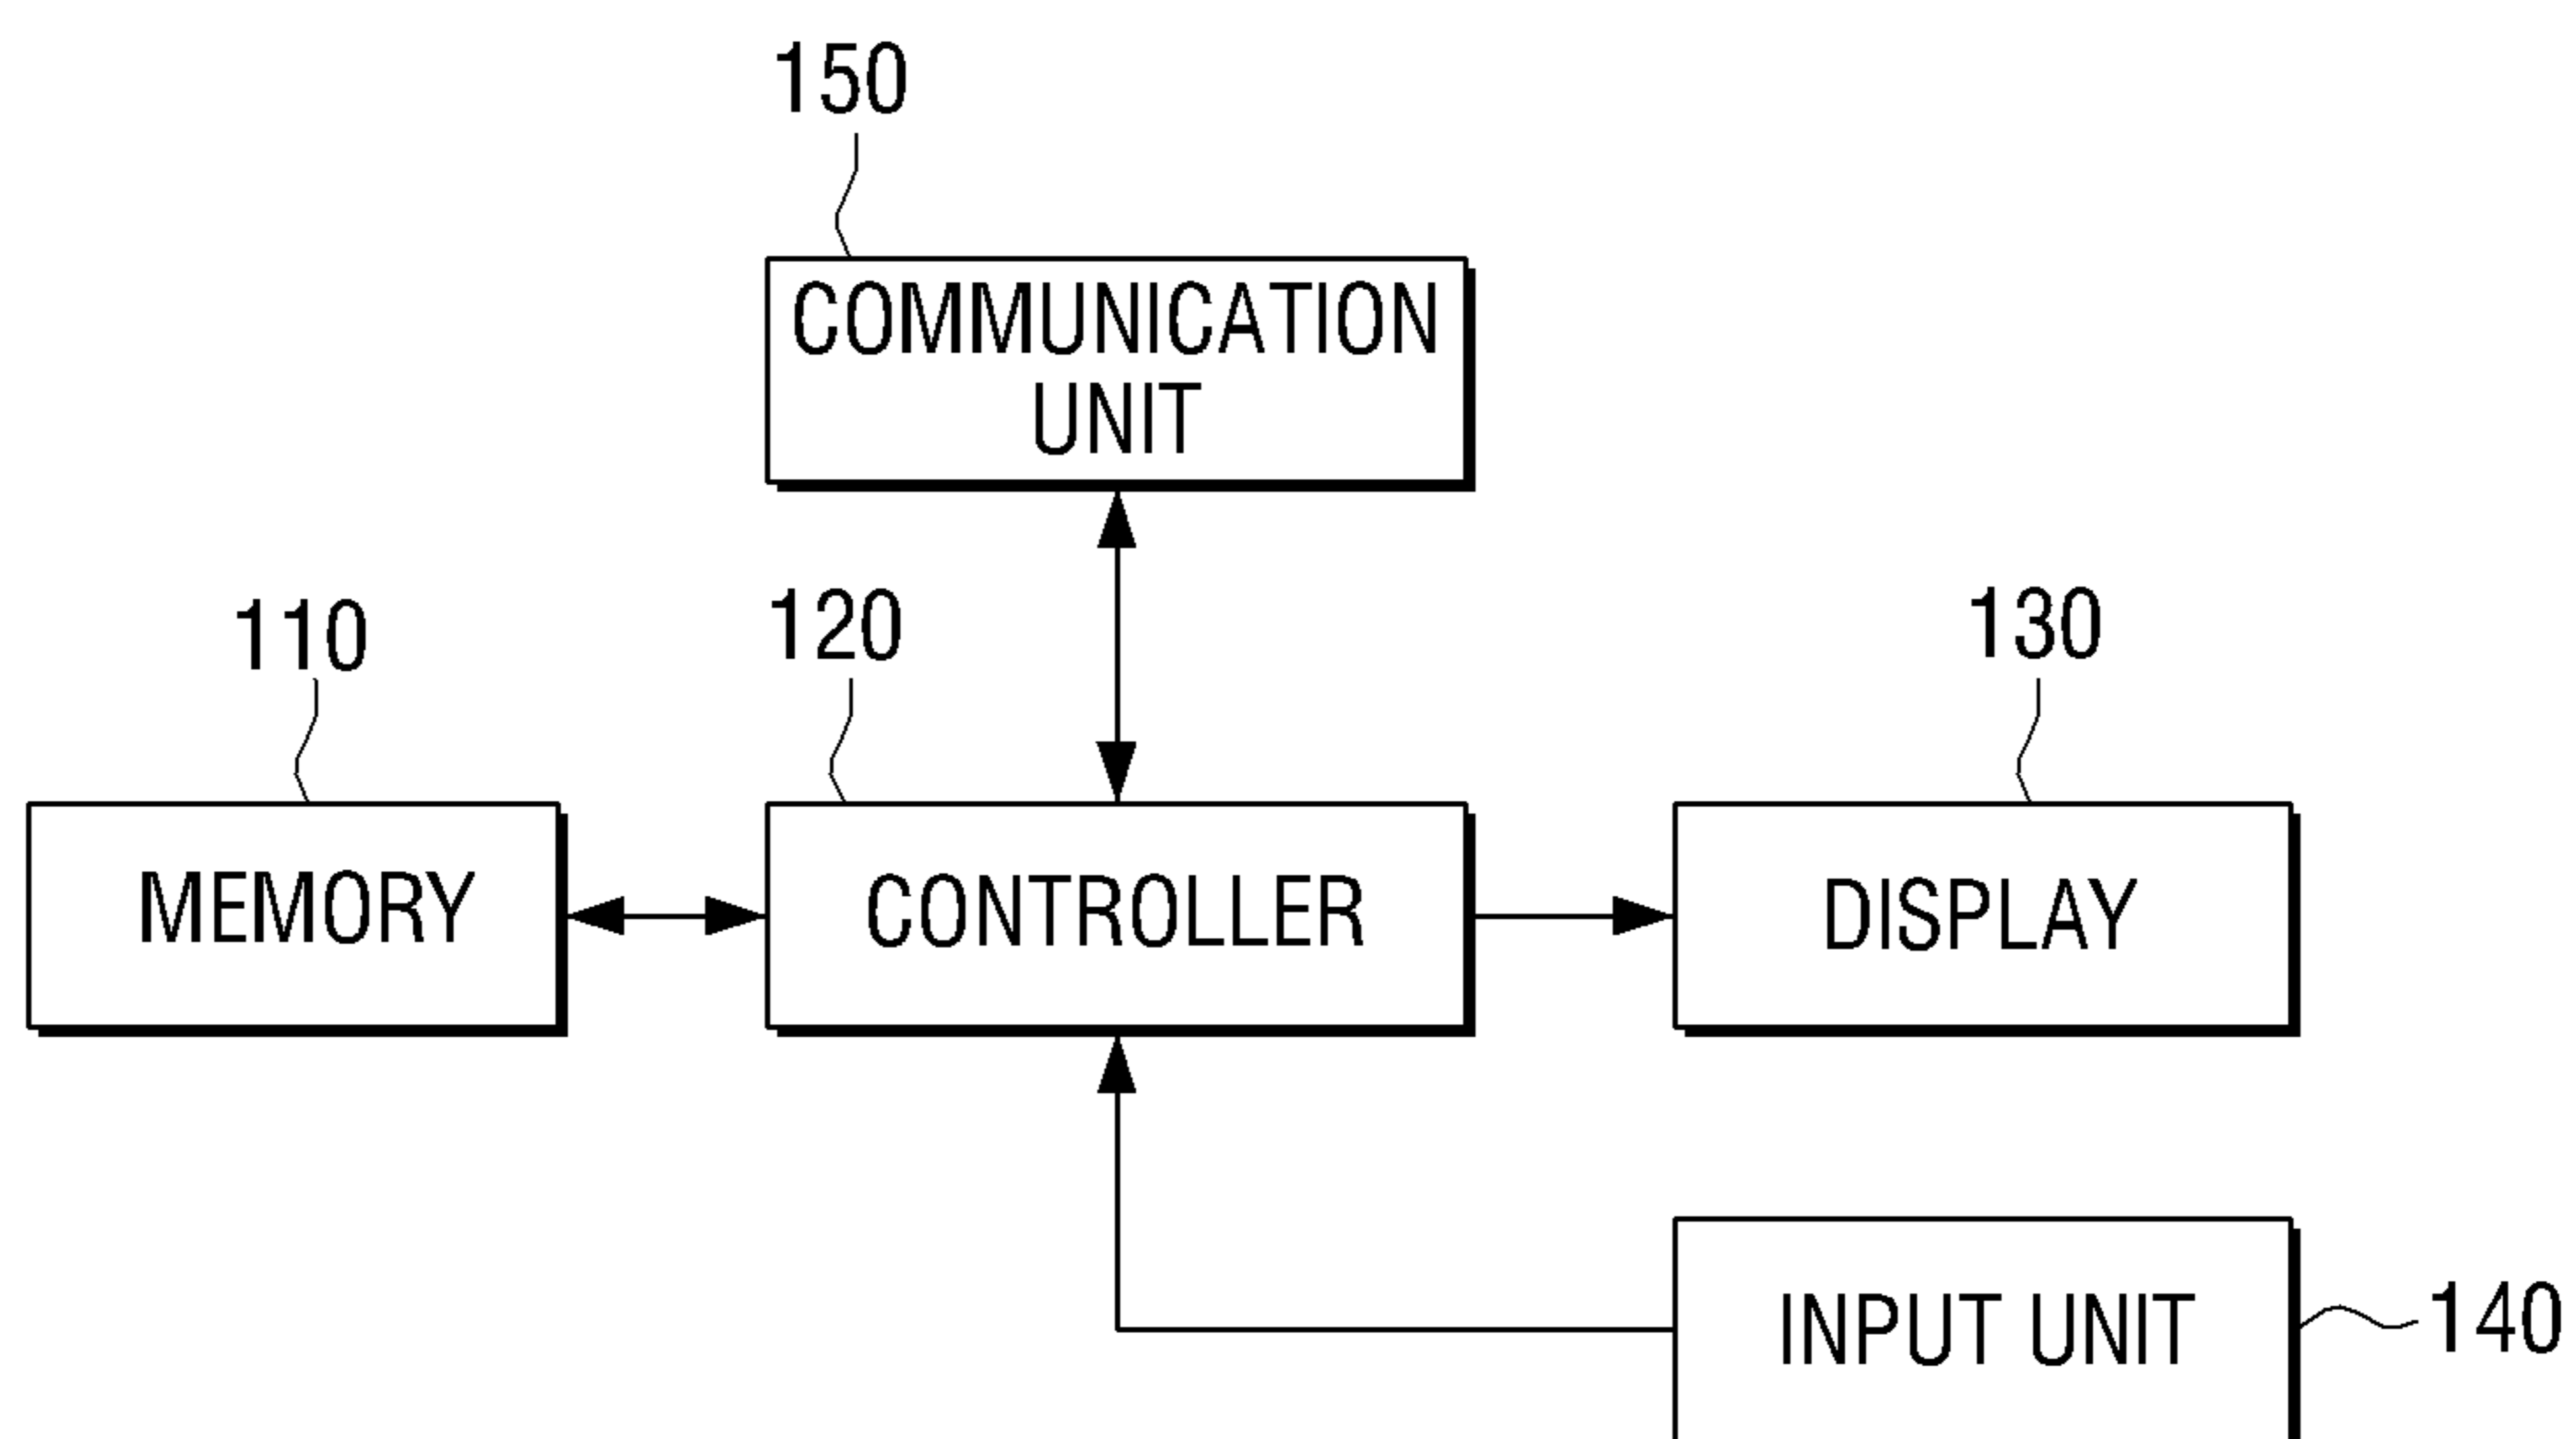 150
COMMUNICATION
UNIT
110
120
130
MEMORY
CONTROLLER
DISPLAY
INPUT UNIT
140